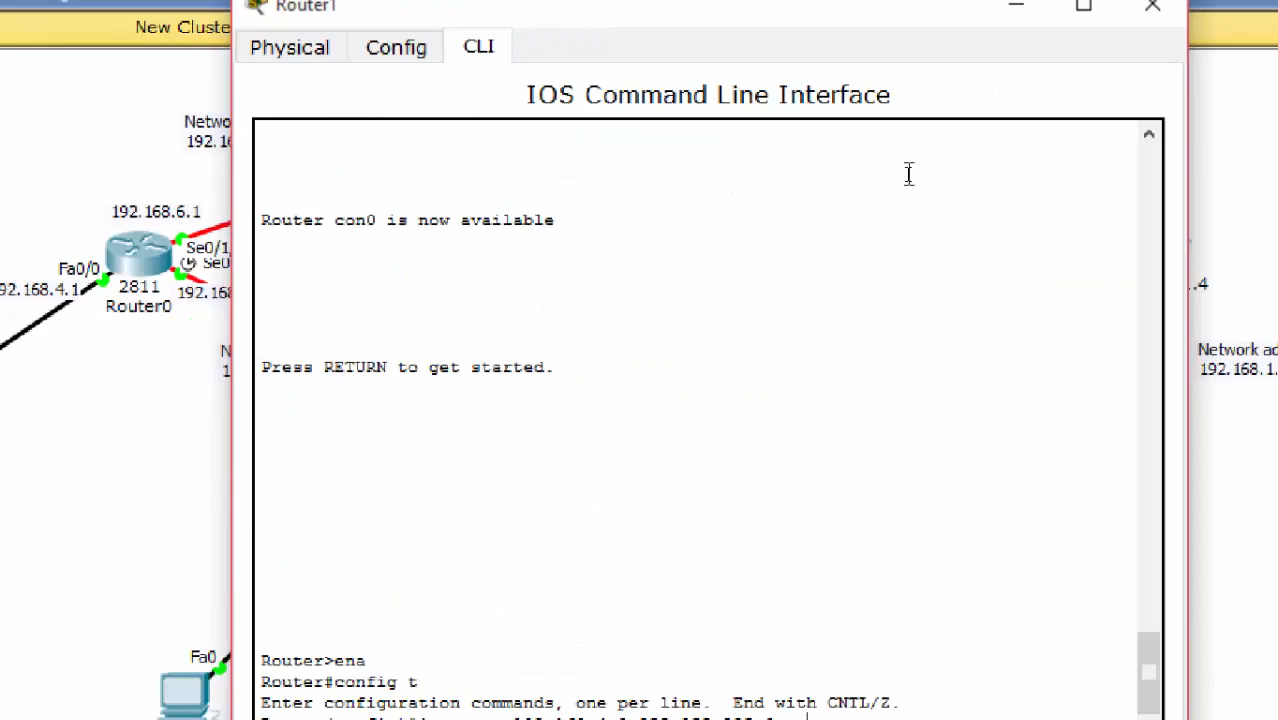 Router1
New Cluste
Physical
Config
CLI
IOS Command Line Interface
Netwo
192.16
Router con0 is now available
192.168.6.1
Se0/1
Se0
Fa0/0
92.168.4.1
2811
192.168
Router0
.4
N
1
Network ad
192.168.1.
Press RETURN to get started.
Fa0
Router>ena
Router#config t
Enter configuration commands, one per line.  End with CNTL/Z.